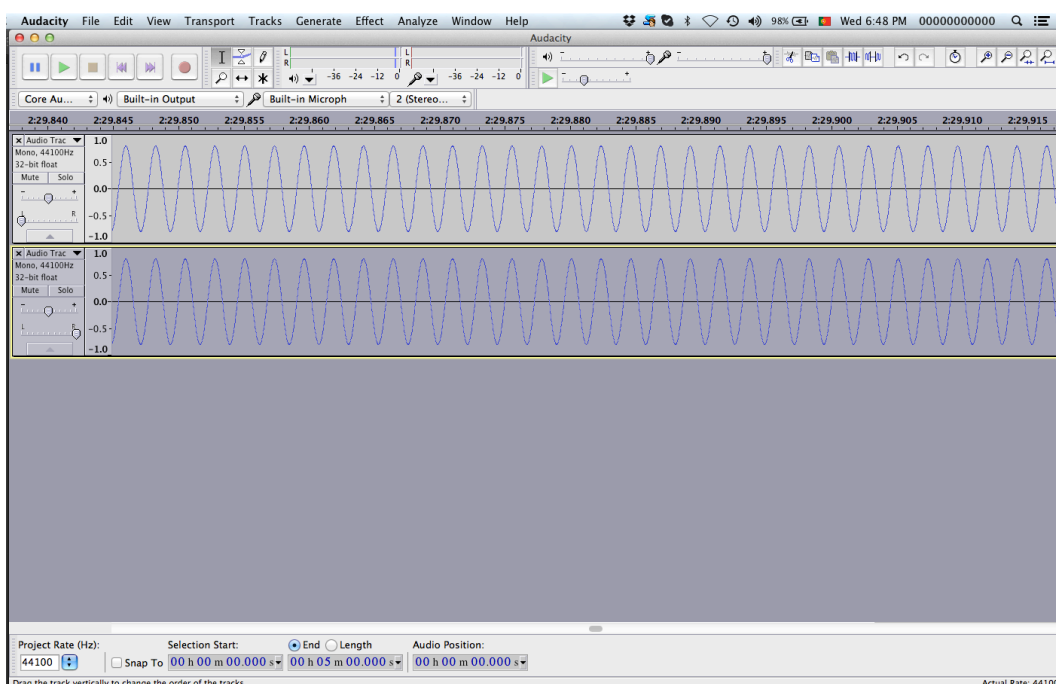 Audacity File Edit View Transport Tracks Generate Effect Analyze Window Help 98% Wed 6:48 PM 00000000000
Audacity
L
R
-36 -24 -12 0
L
R
-36 -24 -12 0
Core Au... Built-in Output Built-in Microph 2 (Stereo...
2:29.840 2:29.845 2:29.850 2:29.855 2:29.860 2:29.865 2:29.870 2:29.875 2:29.880 2:29.885 2:29.890 2:29.895 2:29.900 2:29.905 2:29.910 2:29.915
Audio Trac 1.0
Mono, 44100Hz
32-bit float 0.5
Mute Solo
- + 0.0
L R -0.5
-1.0
Audio Trac 1.0
Mono, 44100Hz
32-bit float 0.5
Mute Solo
- + 0.0
L R -0.5
-1.0
Project Rate (Hz): Selection Start: End Length Audio Position:
44100 Snap To 00 h 00 m 00.000 s 00 h 05 m 00.000 s 00 h 00 m 00.000 s
Drag the track vertically to change the order of the tracks. Actual Rate: 44100